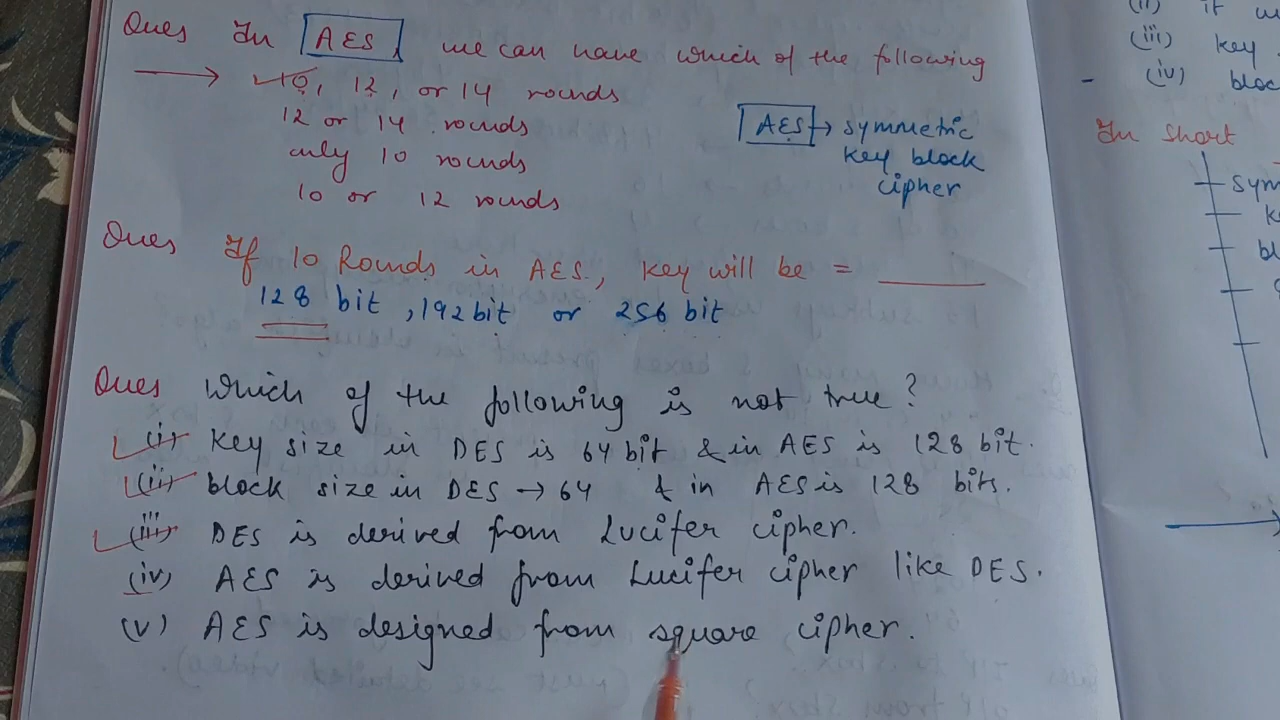 Ques In AES we can have which of the following
→ 10, 12, or 14 rounds
12 or 14 rounds
only 10 rounds
10 or 12 rounds
AES → symmetric
key block
cipher
Ques If 10 Rounds in AES, key will be = ______
128 bit, 192 bit or 256 bit
Ques Which of the following is not true?
(i) Key size in DES is 64 bit & in AES is 128 bit.
(ii) block size in DES → 64 & in AES is 128 bits.
(iii) DES is derived from Lucifer cipher.
(iv) AES is derived from Lucifer cipher like DES.
(v) AES is designed from square cipher.
(ii) it
(iii) key
(iv) bloc
In short
sym
k
bl